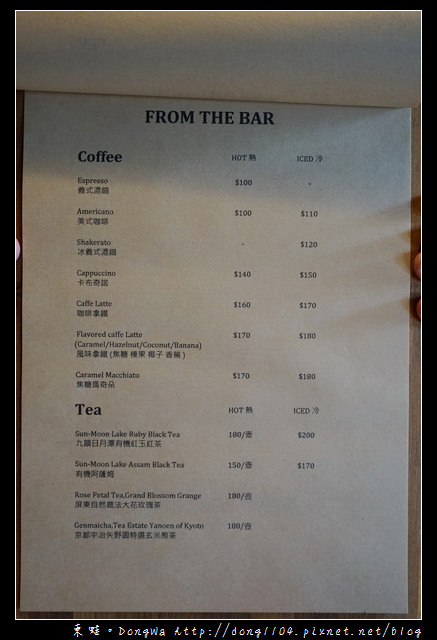 FROM THE BAR
Coffee HOT 熱 ICED 冷
Espresso $100 -
義式濃縮
Americano $100 $110
美式咖啡
Shakerato - $120
冰義式濃縮
Cappuccino $140 $150
卡布奇諾
Caffe Latte $160 $170
咖啡拿鐵
Flavored caffe Latte $170 $180
(Caramel/Hazelnut/Coconut/Banana)
風味拿鐵 (焦糖 榛果 椰子 香蕉)
Caramel Macchiato $170 $180
焦糖瑪奇朵
Tea HOT 熱 ICED 冷
Sun-Moon Lake Ruby Black Tea 180/壺 $200
九號日月潭有機紅玉紅茶
Sun-Moon Lake Assam Black Tea 150/壺 $170
有機阿薩姆
Rose Petal Tea,Grand Blossom Grange 180/壺
屏東自然農法大花玫瑰茶
Genmaicha,Tea Estate Yanoen of Kyoto 180/壺
京都宇治矢野園特選玄米煎茶
東蛙。DongWa http://dong1104.pixnet.net/blog